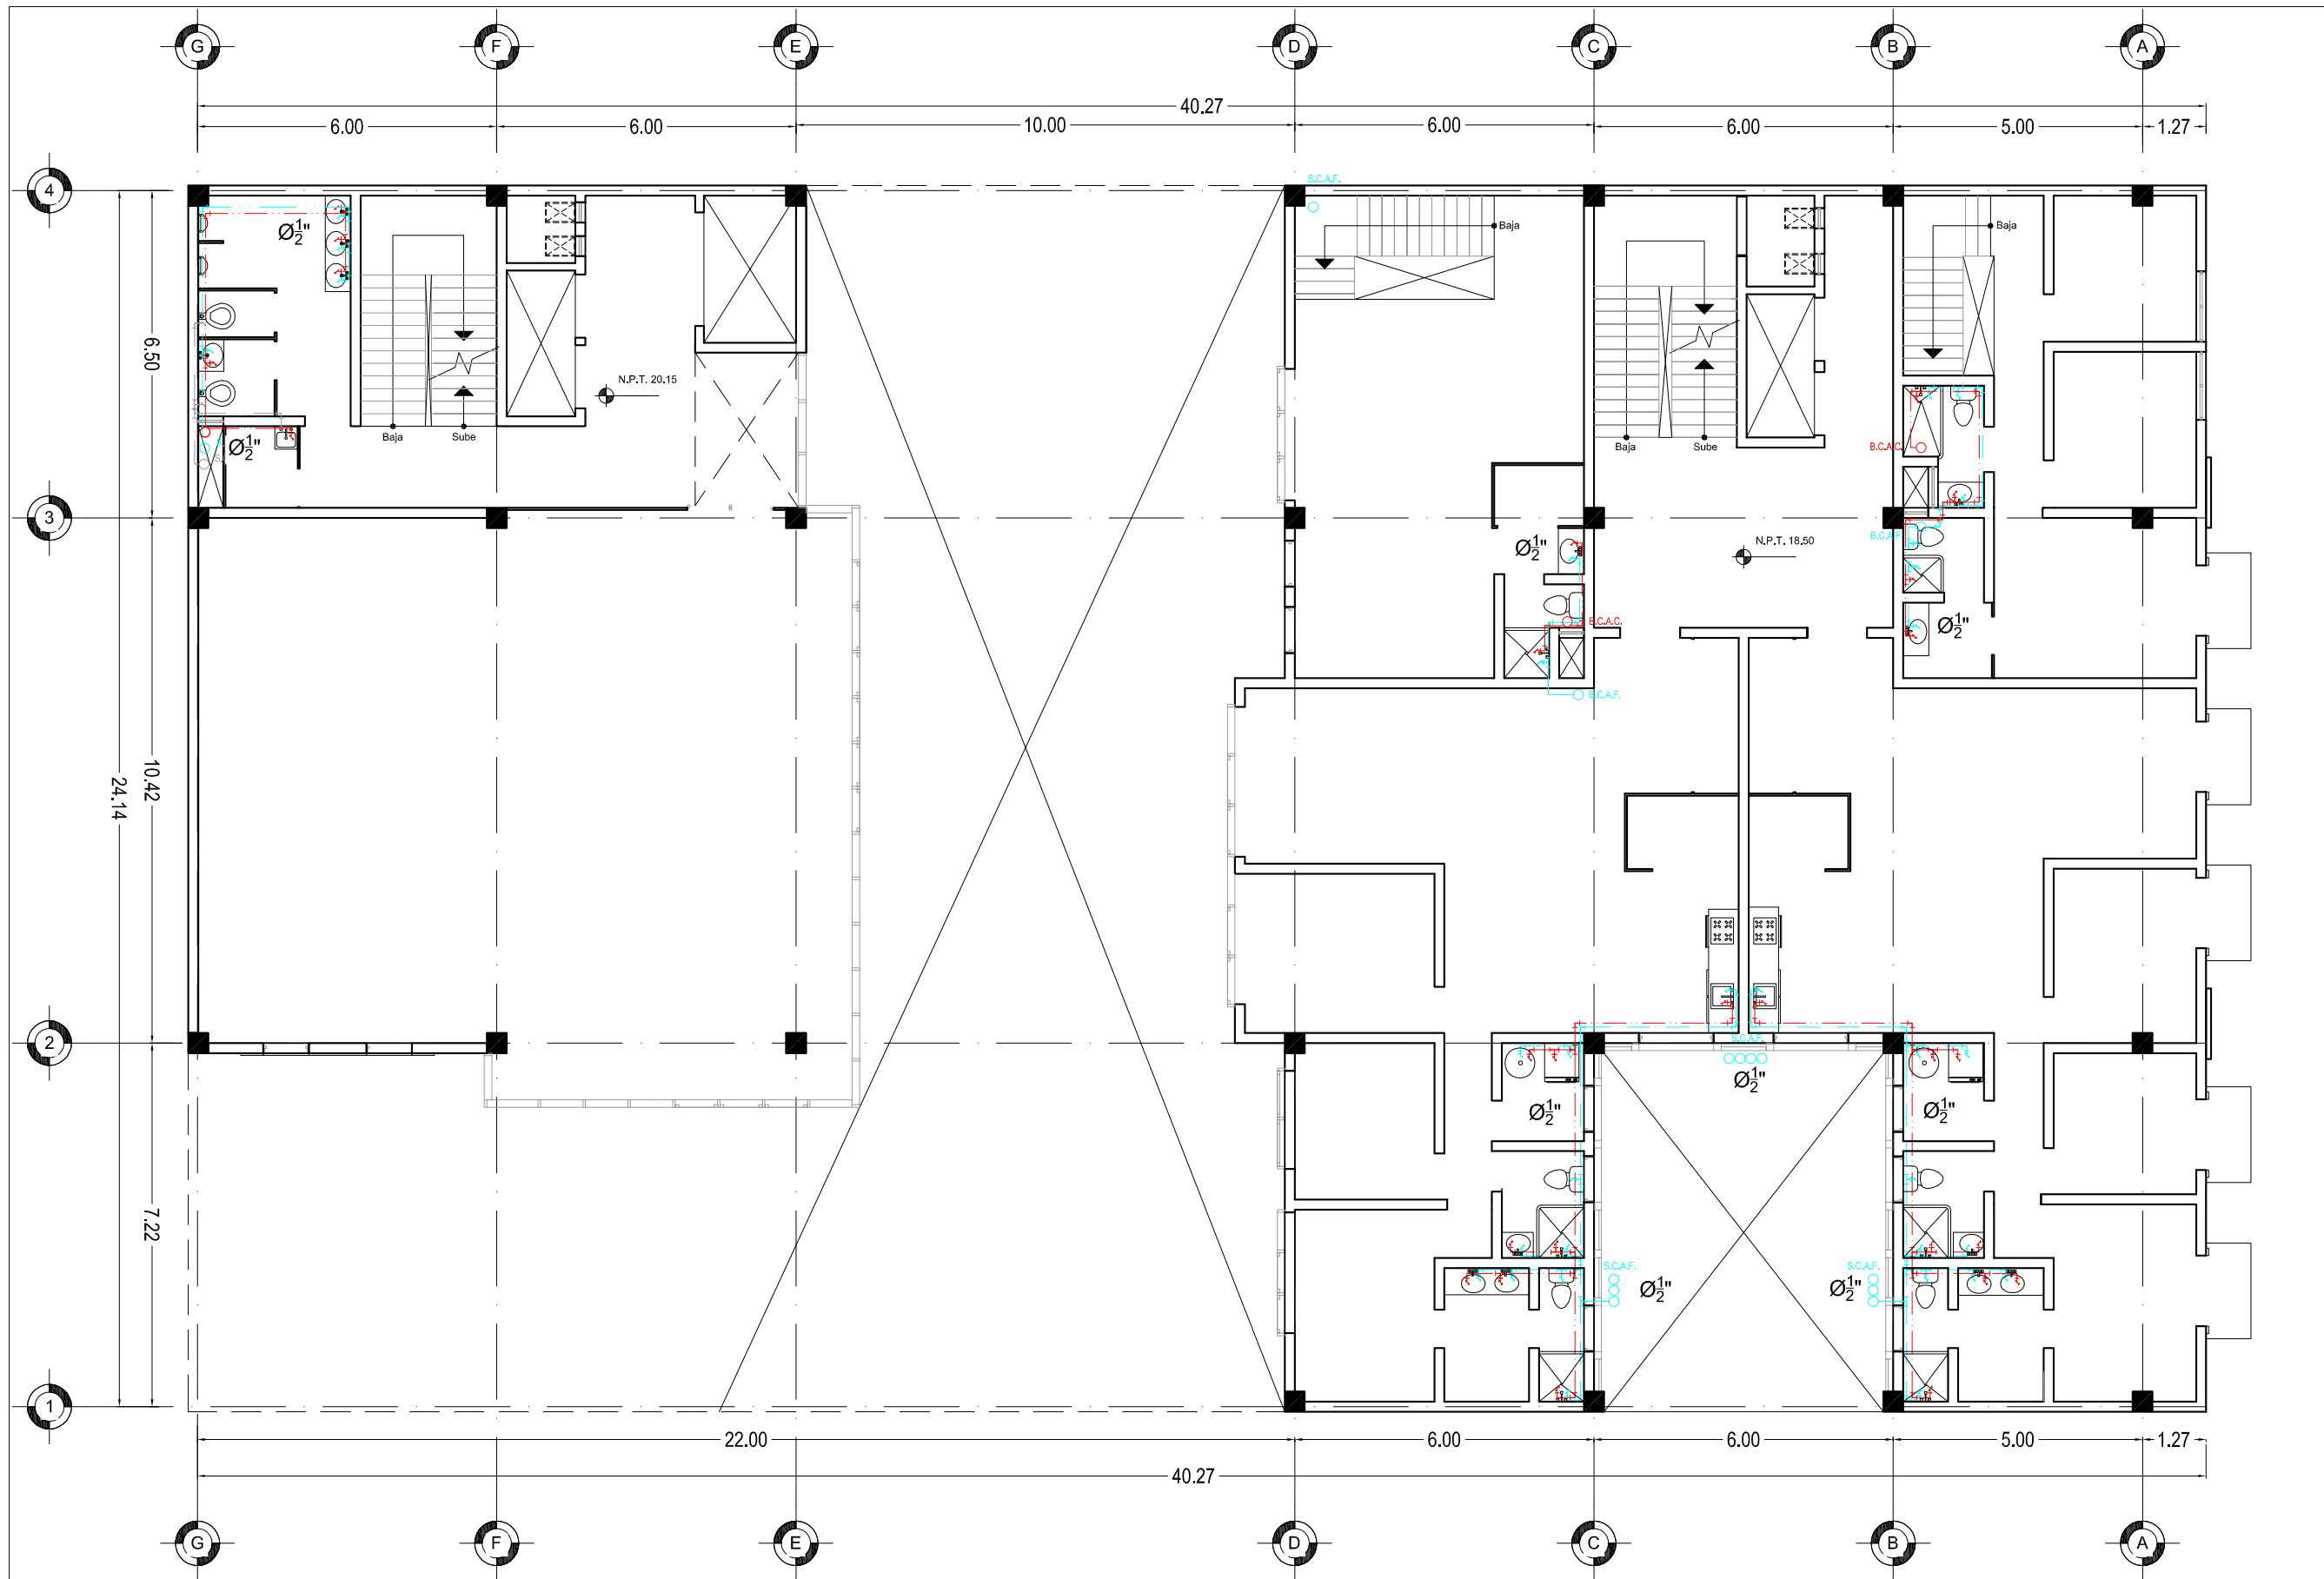 G F E D C B A
40.27
6.00 6.00 10.00 6.00 6.00 5.00 1.27
4
S.C.A.F.
Ø1/2"
Baja
Baja
6.50
N.P.T. 20.15
Baja Sube
Baja Sube
Ø1/2"
B.C.A.C.
3
B.C.A.F.
Ø1/2"
N.P.T. 18.50
B.C.A.C.
Ø1/2"
B.C.A.F.
10.42
24.14
2
S.C.A.F.
Ø1/2"
Ø1/2"
Ø1/2"
7.22
S.C.A.F.
S.C.A.F.
Ø1/2"
Ø1/2"
1
22.00 6.00 6.00 5.00 1.27
40.27
G F E D C B A